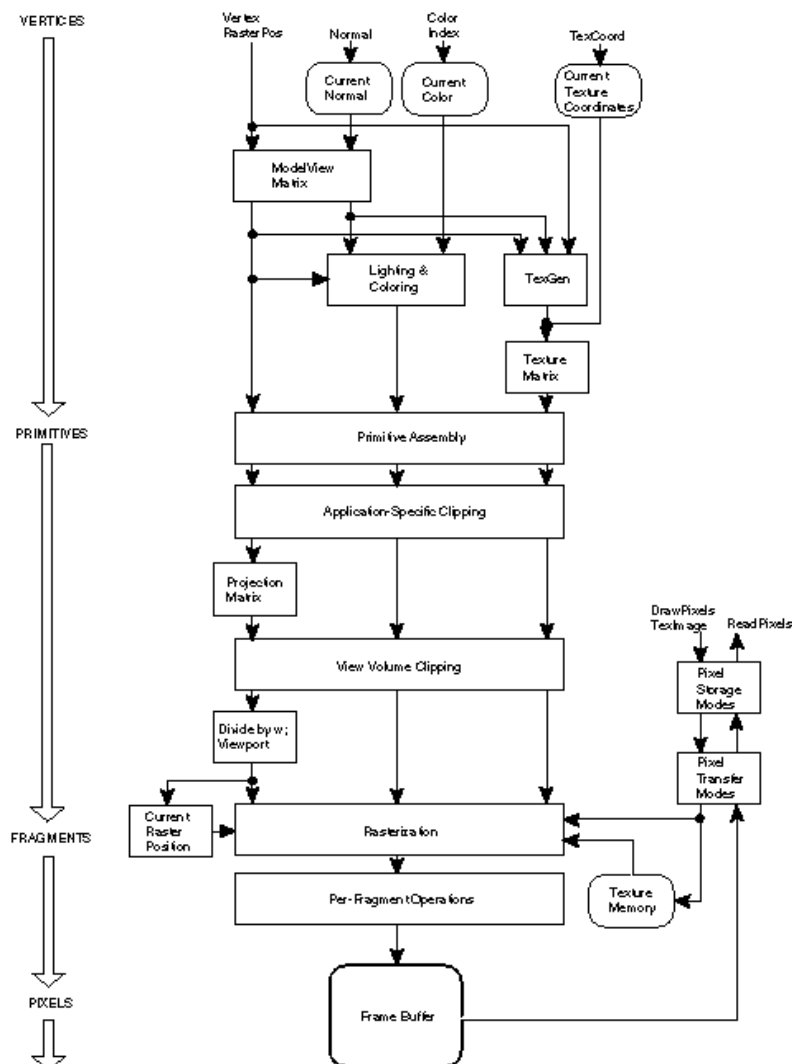 VERTICES
Vertex
RasterPos
Normal
Color
Index
TexCoord
Current
Normal
Current
Color
Current
Texture
Coordinates
ModelView
Matrix
Lighting &
Coloring
TexGen
Texture
Matrix
PRIMITIVES
Primitive Assembly
Application-Specific Clipping
Projection
Matrix
DrawPixels
TexImage
ReadPixels
View Volume Clipping
Pixel
Storage
Modes
Divide by w;
Viewport
Pixel
Transfer
Modes
FRAGMENTS
Current
Raster
Position
Rasterization
Per-Fragment Operations
Texture
Memory
PIXELS
Frame Buffer